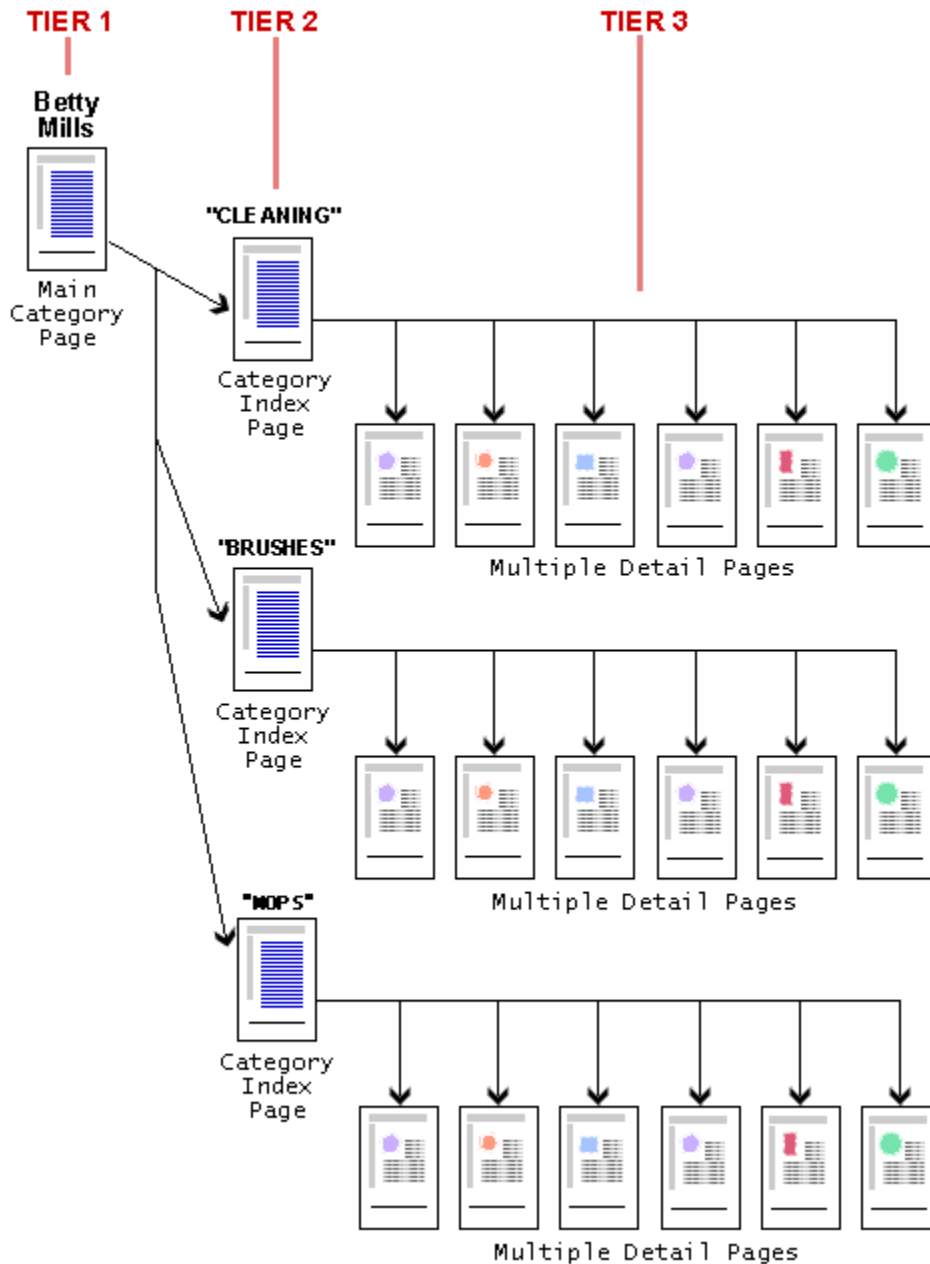 TIER 1
TIER 2
TIER 3
Betty
Mills
Main
Category
Page
"CLEANING"
Category
Index
Page
Multiple Detail Pages
"BRUSHES"
Category
Index
Page
Multiple Detail Pages
"MOPS"
Category
Index
Page
Multiple Detail Pages